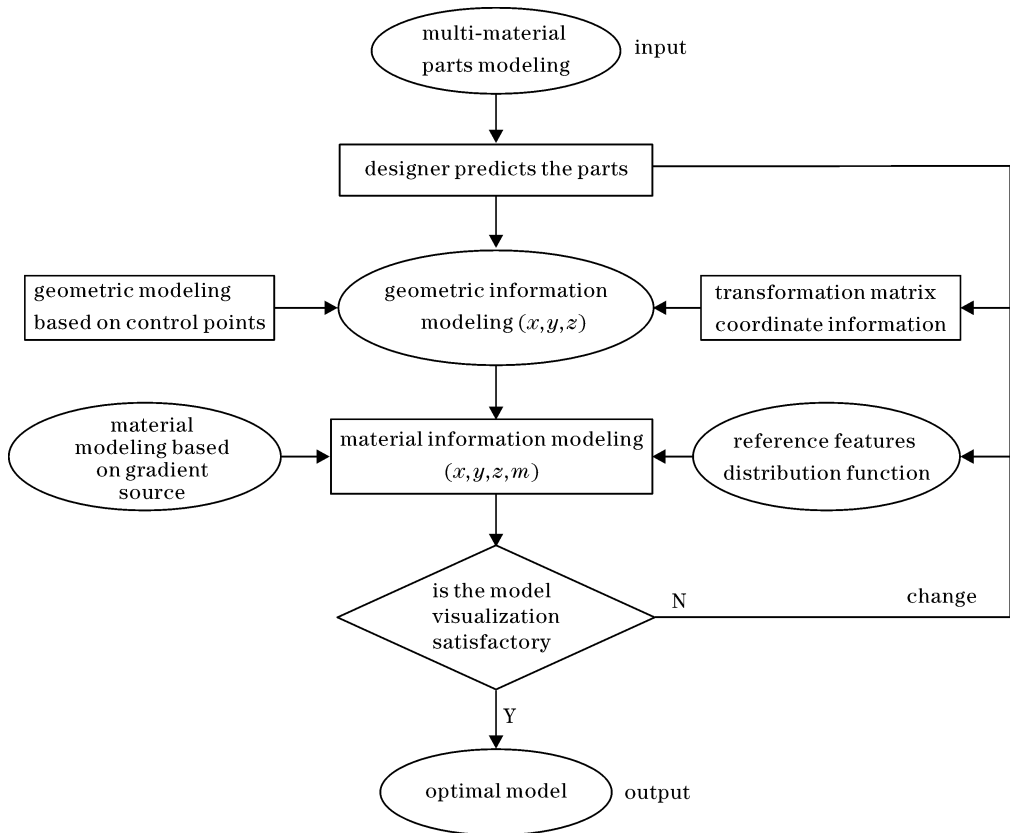 multi-material
parts modeling
input
designer predicts the parts
geometric modeling
based on control points
geometric information
modeling (x,y,z)
transformation matrix
coordinate information
material
modeling based
on gradient
source
material information modeling
(x,y,z,m)
reference features
distribution function
is the model
visualization
satisfactory
N
change
Y
optimal model
output